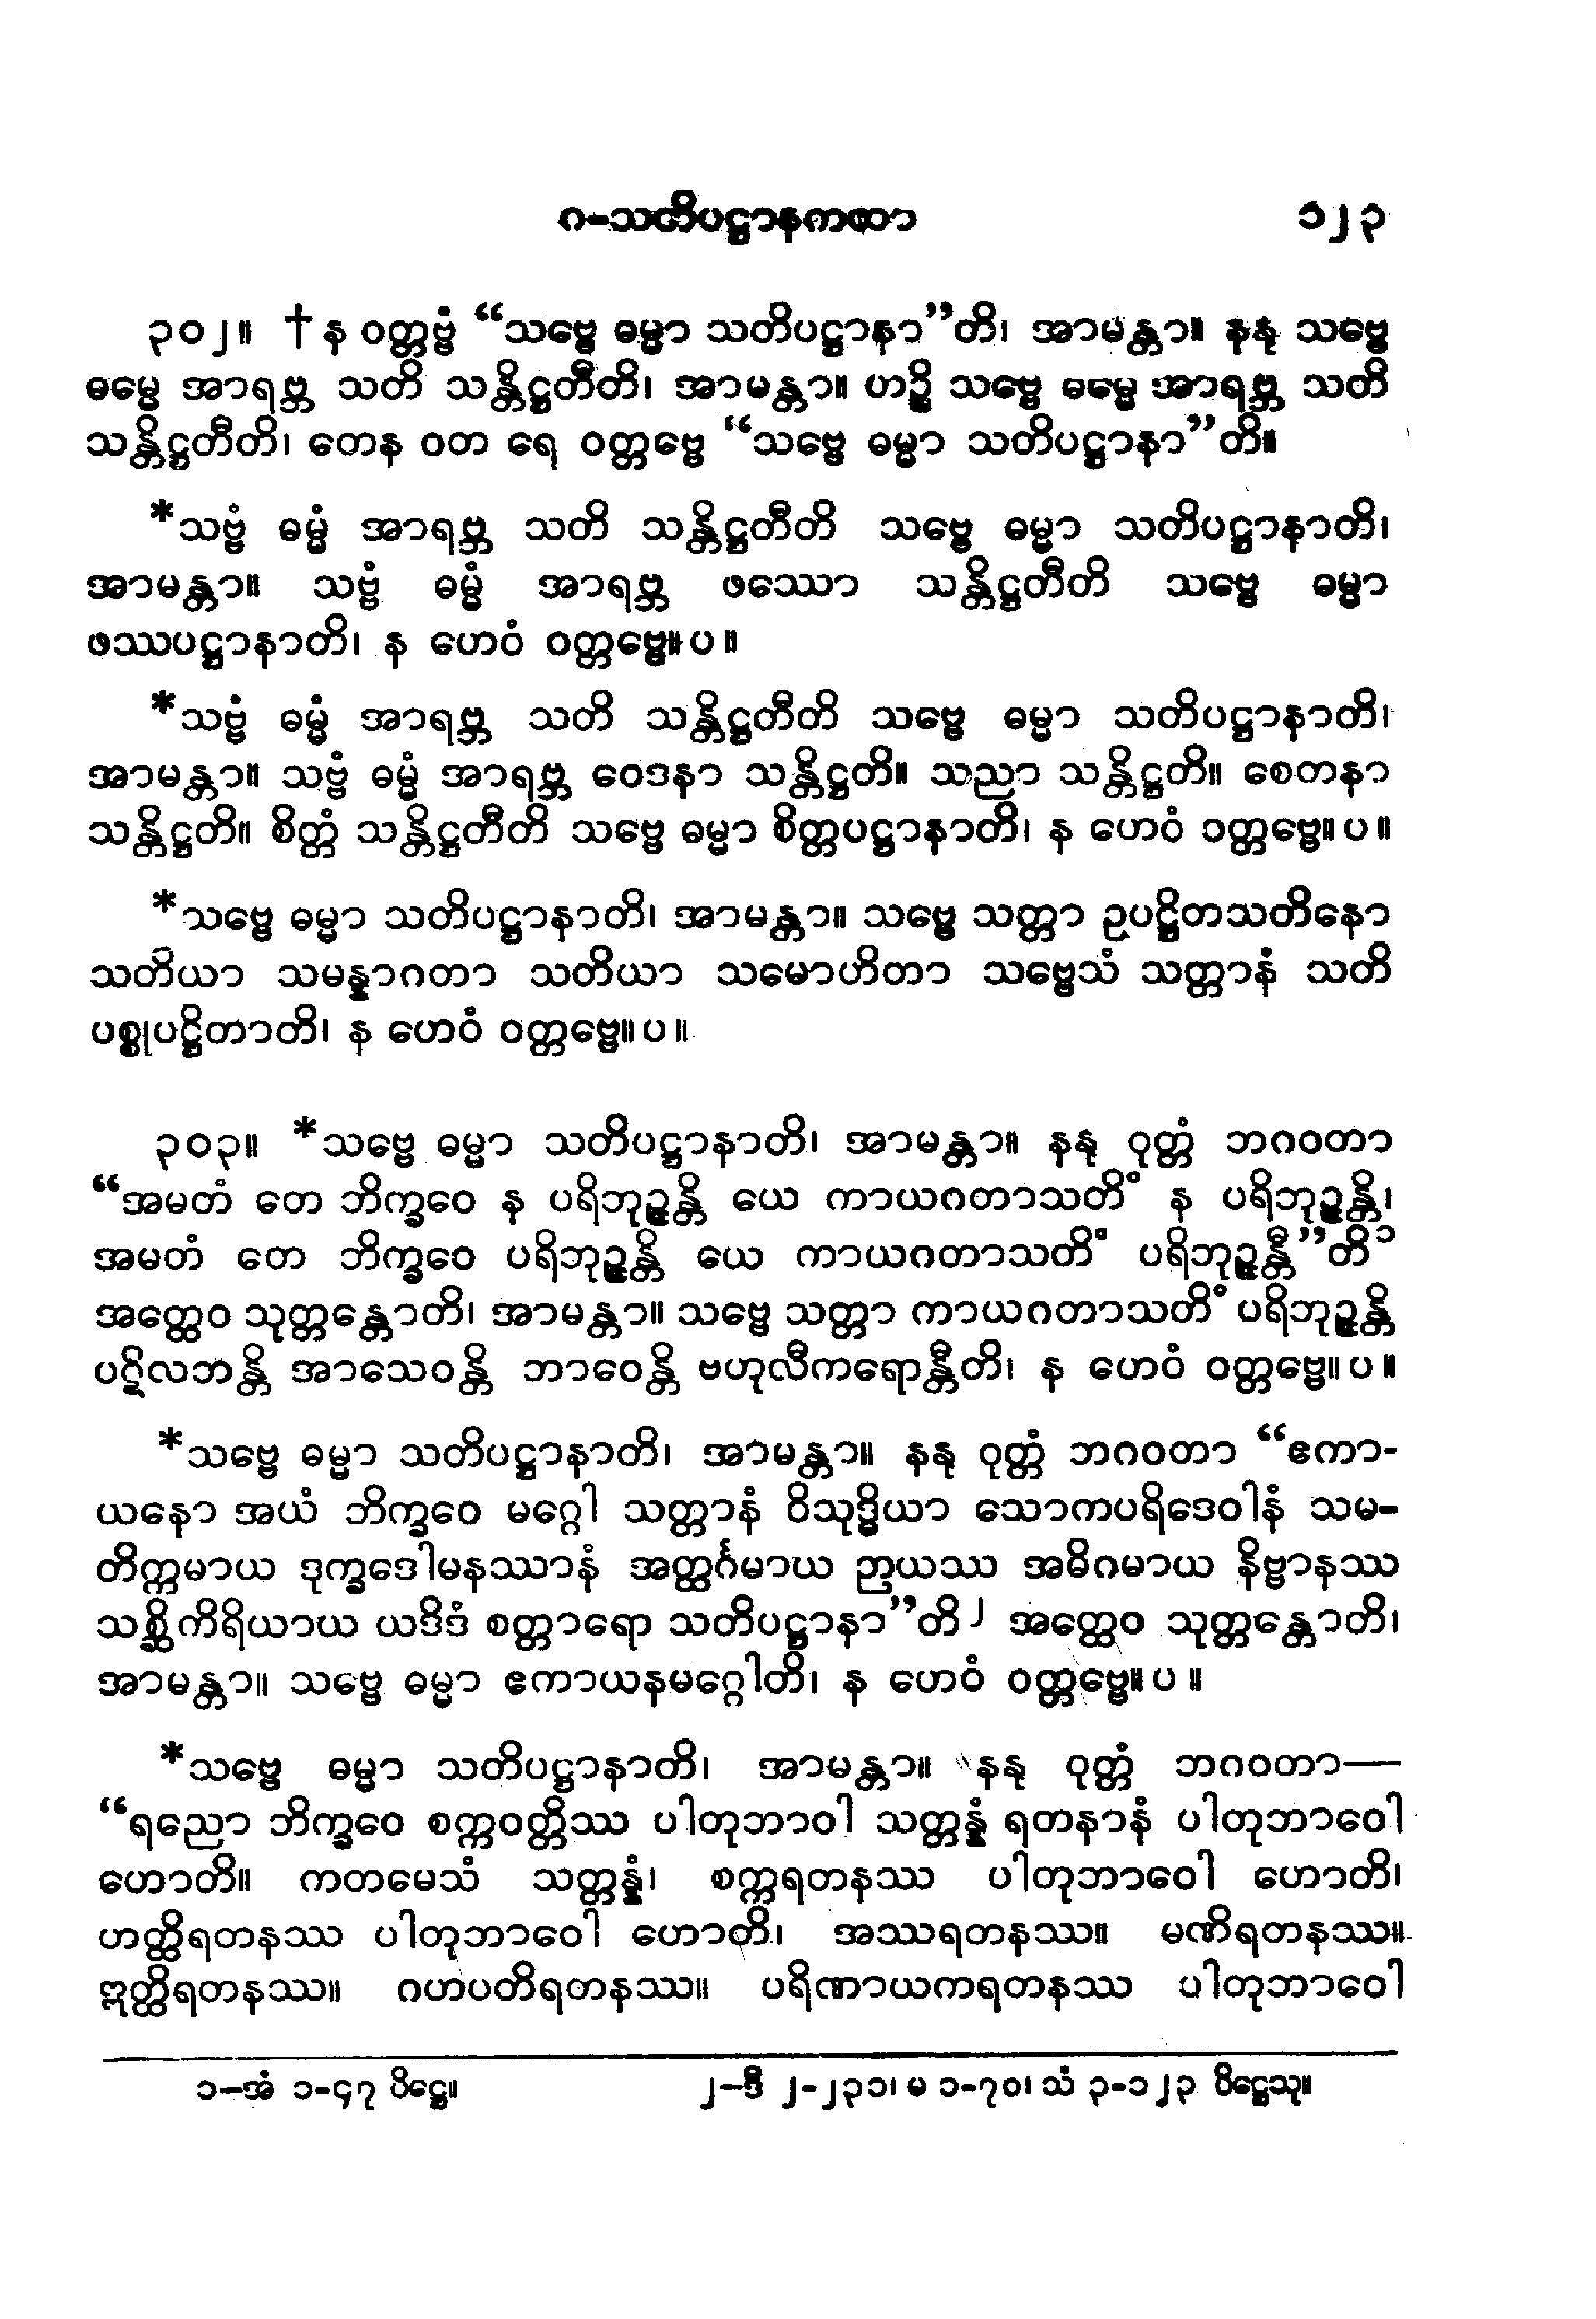 ဂ-သတိပဋ္ဌာနကထာ ၁၂၃
၃၀၂။ †န ဝတ္တဗ္ဗံ “သဗ္ဗေ ဓမ္မာ သတိပဋ္ဌာနာ”တိ၊ အာမန္တာ။ နနု သဗ္ဗေ
ဓမ္မေ အာရဗ္ဘ သတိ သန္တိဋ္ဌတီတိ၊ အာမန္တာ။ ဟဉ္စိ သဗ္ဗေ ဓမ္မေ အာရဗ္ဘ သတိ
သန္တိဋ္ဌတီတိ၊ တေန ဝတ ရေ ဝတ္တဗ္ဗေ “သဗ္ဗေ ဓမ္မာ သတိပဋ္ဌာနာ”တိ။
*သဗ္ဗံ ဓမ္မံ အာရဗ္ဘ သတိ သန္တိဋ္ဌတီတိ သဗ္ဗေ ဓမ္မာ သတိပဋ္ဌာနာတိ၊
အာမန္တာ။ သဗ္ဗံ ဓမ္မံ အာရဗ္ဘ ဖဿော သန္တိဋ္ဌတီတိ သဗ္ဗေ ဓမ္မာ
ဖဿပဋ္ဌာနာတိ၊ န ဟေဝံ ဝတ္တဗ္ဗေ။ပ။
*သဗ္ဗံ ဓမ္မံ အာရဗ္ဘ သတိ သန္တိဋ္ဌတီတိ သဗ္ဗေ ဓမ္မာ သတိပဋ္ဌာနာတိ၊
အာမန္တာ။ သဗ္ဗံ ဓမ္မံ အာရဗ္ဘ ဝေဒနာ သန္တိဋ္ဌတိ။ သညာ သန္တိဋ္ဌတိ။ စေတနာ
သန္တိဋ္ဌတိ။ စိတ္တံ သန္တိဋ္ဌတီတိ သဗ္ဗေ ဓမ္မာ စိတ္တပဋ္ဌာနာတိ၊ န ဟေဝံ ဝတ္တဗ္ဗေ။ပ။
*သဗ္ဗေ ဓမ္မာ သတိပဋ္ဌာနာတိ၊ အာမန္တာ။ သဗ္ဗေ သတ္တာ ဥပဋ္ဌိတသတိနော
သတိယာ သမန္နာဂတာ သတိယာ သမောဟိတာ သဗ္ဗေသံ သတ္တာနံ သတိ
ပစ္စုပဋ္ဌိတာတိ၊ န ဟေဝံ ဝတ္တဗ္ဗေ။ပ။
၃၀၃။ *သဗ္ဗေ ဓမ္မာ သတိပဋ္ဌာနာတိ၊ အာမန္တာ။ နနု ဝုတ္တံ ဘဂဝတာ
“အမတံ တေ ဘိက္ခဝေ န ပရိဘုဉ္ဇန္တိ ယေ ကာယဂတာသတိံ န ပရိဘုဉ္ဇန္တိ၊
အမတံ တေ ဘိက္ခဝေ ပရိဘုဉ္ဇန္တိ ယေ ကာယဂတာသတိံ ပရိဘုဉ္ဇန္တီ”တိ၁
အတ္ထေဝ သုတ္တန္တောတိ၊ အာမန္တာ။ သဗ္ဗေ သတ္တာ ကာယဂတာသတိံ ပရိဘုဉ္ဇန္တိ
ပဋိလဘန္တိ အာသေဝန္တိ ဘာဝေန္တိ ဗဟုလီကရောန္တီတိ၊ န ဟေဝံ ဝတ္တဗ္ဗေ။ပ။
*သဗ္ဗေ ဓမ္မာ သတိပဋ္ဌာနာတိ၊ အာမန္တာ။ နနု ဝုတ္တံ ဘဂဝတာ “ဧကာ-
ယနော အယံ ဘိက္ခဝေ မဂ္ဂေါ သတ္တာနံ ဝိသုဒ္ဓိယာ သောကပရိဒေဝါနံ သမ-
တိက္ကမာယ ဒုက္ခဒေါမနဿာနံ အတ္ထင်္ဂမာယ ဉာယဿ အဓိဂမာယ နိဗ္ဗာနဿ
သစ္ဆိကိရိယာယ ယဒိဒံ စတ္တာရော သတိပဋ္ဌာနာ”တိ၂ အတ္ထေဝ သုတ္တန္တောတိ၊
အာမန္တာ။ သဗ္ဗေ ဓမ္မာ ဧကာယနမဂ္ဂေါတိ၊ န ဟေဝံ ဝတ္တဗ္ဗေ။ပ။
*သဗ္ဗေ ဓမ္မာ သတိပဋ္ဌာနာတိ၊ အာမန္တာ။ နနု ဝုတ္တံ ဘဂဝတာ—
“ရညော ဘိက္ခဝေ စက္ကဝတ္တိဿ ပါတုဘာဝါ သတ္တန္နံ ရတနာနံ ပါတုဘာဝေါ
ဟောတိ။ ကတမေသံ သတ္တန္နံ၊ စက္ကရတနဿ ပါတုဘာဝေါ ဟောတိ၊
ဟတ္ထိရတနဿ ပါတုဘာဝေါ ဟောတိ၊ အဿရတနဿ။ မဏိရတနဿ။
ဣတ္ထိရတနဿ။ ဂဟပတိရတနဿ။ ပရိဏာယကရတနဿ ပါတုဘာဝေါ
၁–အံ ၁-၄၇ ပိဋ္ဌေ။ ၂–ဒီ ၂-၂၃၁၊ မ ၁-၇၀၊ သံ ၃-၁၂၃ ပိဋ္ဌေသု။